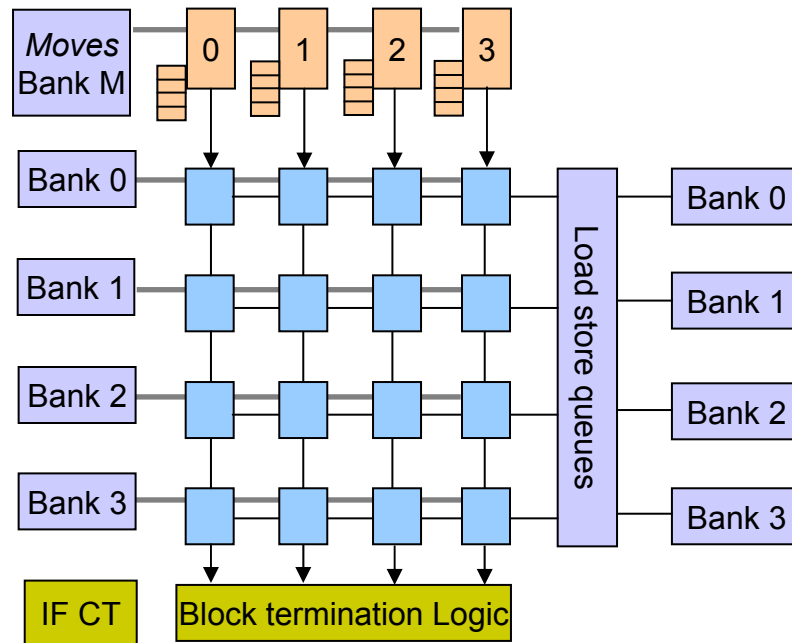 Moves
Bank M
0
1
2
3
Bank 0
Bank 0
Bank 1
Bank 1
Bank 2
Bank 2
Bank 3
Bank 3
Load store queues
IF CT
Block termination Logic